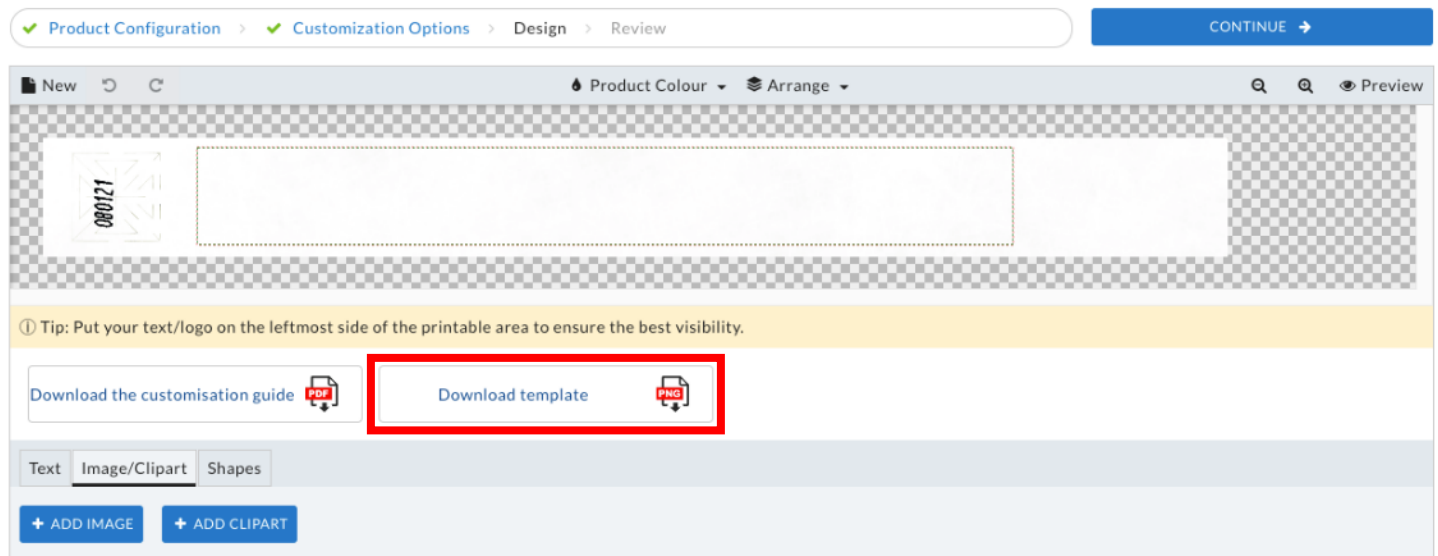 Product Configuration > Customization Options > Design > Review
CONTINUE
New Product Colour Arrange Preview
080121
Tip: Put your text/logo on the leftmost side of the printable area to ensure the best visibility.
Download the customisation guide PDF Download template PNG
Text Image/Clipart Shapes
+ ADD IMAGE + ADD CLIPART